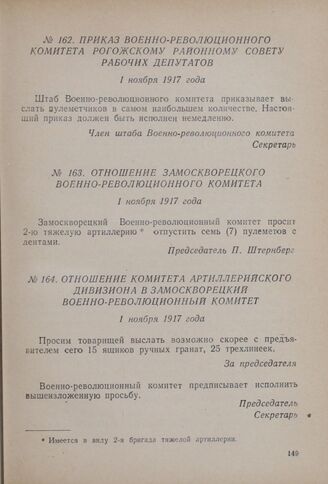 № 162. ПРИКАЗ ВОЕННО-РЕВОЛЮЦИОННОГО
КОМИТЕТА РОГОЖСКОМУ РАЙОННОМУ СОВЕТУ
РАБОЧИХ ДЕПУТАТОВ
1 ноября 1917 года
Штаб Военно-революционного комитета приказывает вы-
слать пулеметчиков в самом наибольшем количестве. Настоя-
щий приказ должен быть исполнен немедленно.
Член штаба Военно-революционного комитета
Секретарь
№ 163. ОТНОШЕНИЕ ЗАМОСКВОРЕЦКОГО
ВОЕННО-РЕВОЛЮЦИОННОГО КОМИТЕТА
1 ноября 1917 года
Замоскворецкий Военно-революционный комитет просит
2-ю тяжелую артиллерию * отпустить семь (7) пулеметов с
лентами.
Председатель П. Штернберг
№ 164. ОТНОШЕНИЕ КОМИТЕТА АРТИЛЛЕРИЙСКОГО
ДИВИЗИОНА В ЗАМОСКВОРЕЦКИЙ
ВОЕННО-РЕВОЛЮЦИОННЫЙ КОМИТЕТ
1 ноября 1917 года
Просим товарищей выслать возможно скорее с предъя-
вителем сего 15 ящиков ручных гранат, 25 трехлинеек.
За председателя
Военно-революционный комитет предписывает исполнить
вышеизложенную просьбу.
Председатель
Секретарь
* Имеется в виду 2-я бригада тяжелой артиллерии.
149